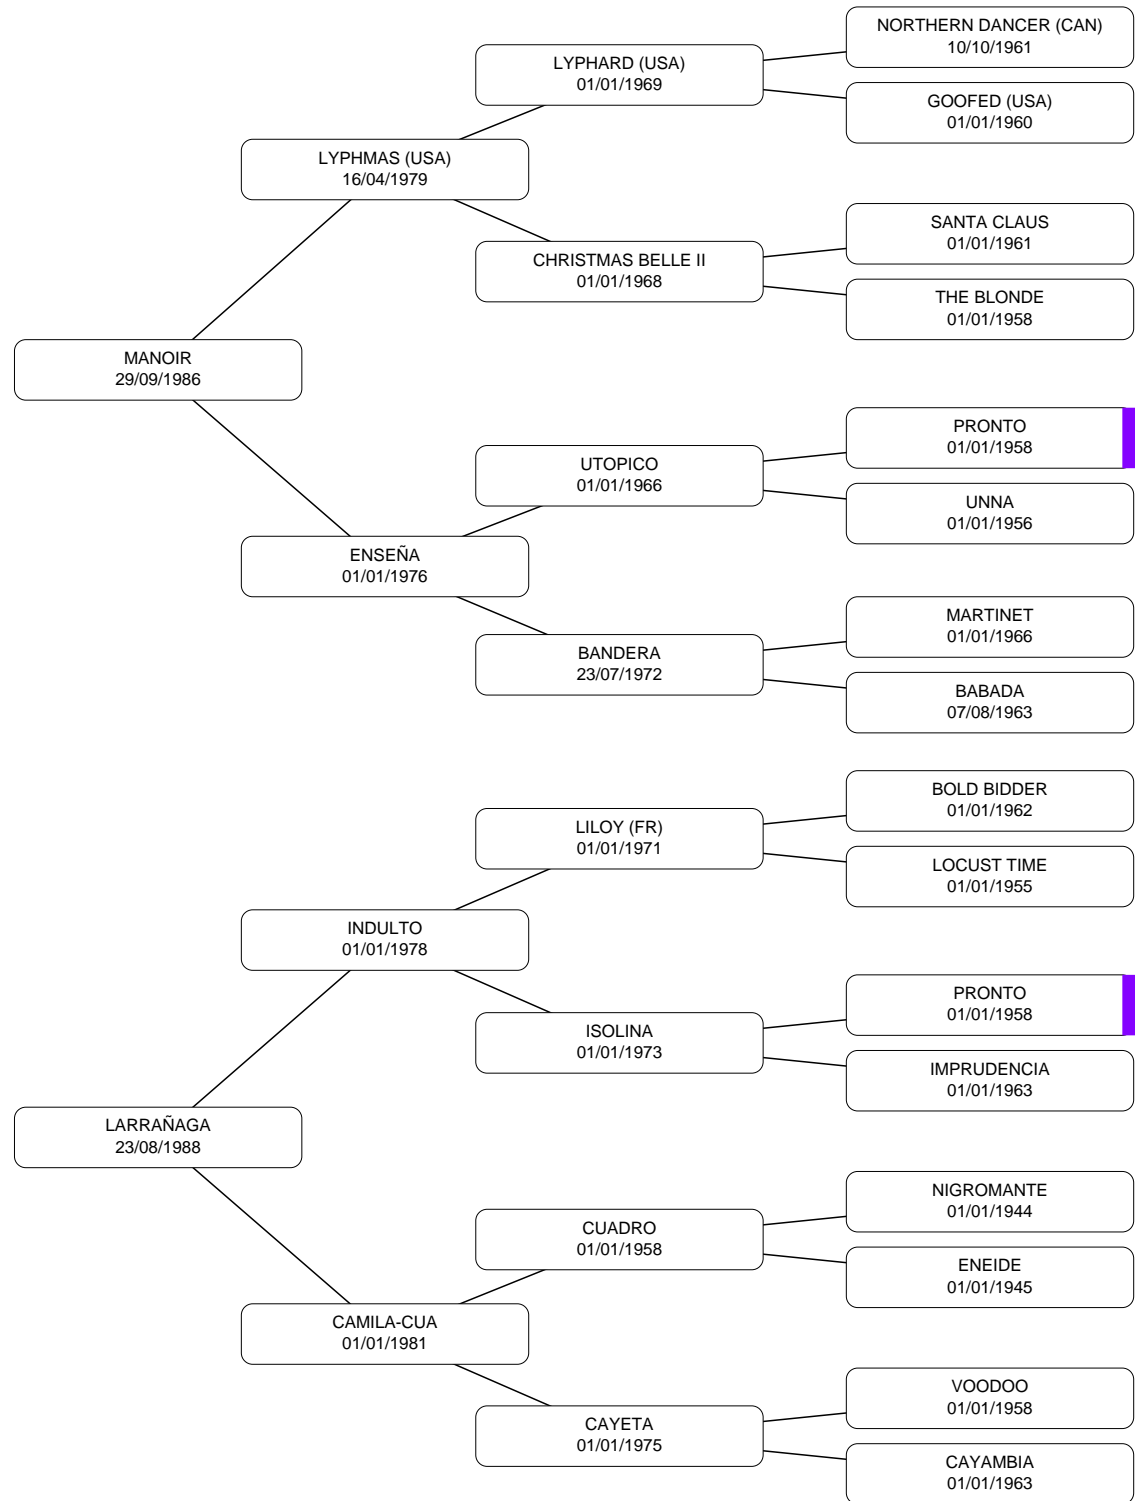 NORTHERN DANCER (CAN)
10/10/1961
LYPHARD (USA)
01/01/1969
GOOFED (USA)
01/01/1960
LYPHMAS (USA)
16/04/1979
SANTA CLAUS
01/01/1961
CHRISTMAS BELLE II
01/01/1968
THE BLONDE
01/01/1958
MANOIR
29/09/1986
PRONTO
01/01/1958
UTOPICO
01/01/1966
UNNA
01/01/1956
ENSEÑA
01/01/1976
MARTINET
01/01/1966
BANDERA
23/07/1972
BABADA
07/08/1963
BOLD BIDDER
01/01/1962
LILOY (FR)
01/01/1971
LOCUST TIME
01/01/1955
INDULTO
01/01/1978
PRONTO
01/01/1958
ISOLINA
01/01/1973
IMPRUDENCIA
01/01/1963
LARRAÑAGA
23/08/1988
NIGROMANTE
01/01/1944
CUADRO
01/01/1958
ENEIDE
01/01/1945
CAMILA-CUA
01/01/1981
VOODOO
01/01/1958
CAYETA
01/01/1975
CAYAMBIA
01/01/1963